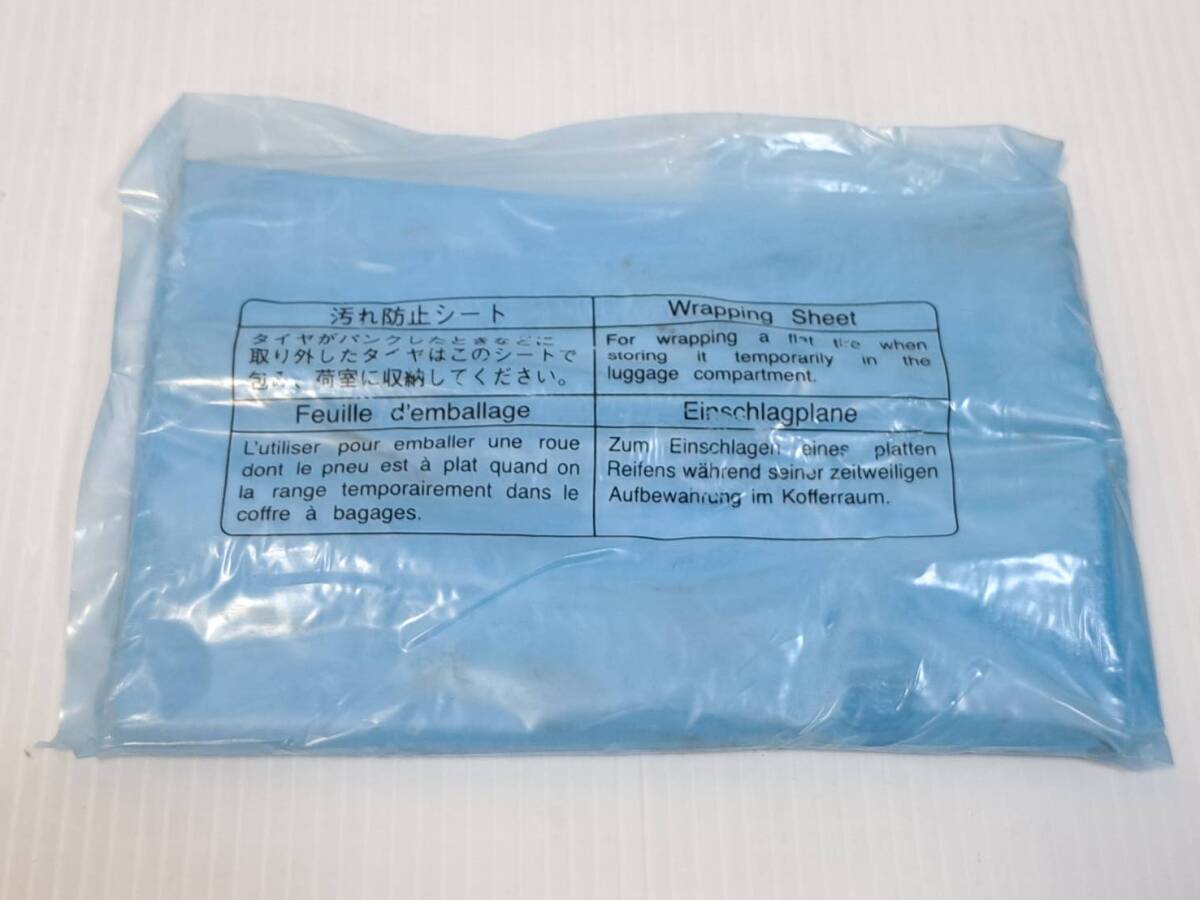 汚れ防止シート
タイヤがパンクしたときなどに
取り外したタイヤはこのシートで
包み、荷室に収納してください。
Wrapping Sheet
For wrapping a flat tire when
storing it temporarily in the
luggage compartment.
Feuille d'emballage
L'utiliser pour emballer une roue
dont le pneu est à plat quand on
la range temporairement dans le
coffre à bagages.
Einschlagplane
Zum Einschlagen eines platten
Reifens während seiner zeitweiligen
Aufbewahrung im Kofferraum.